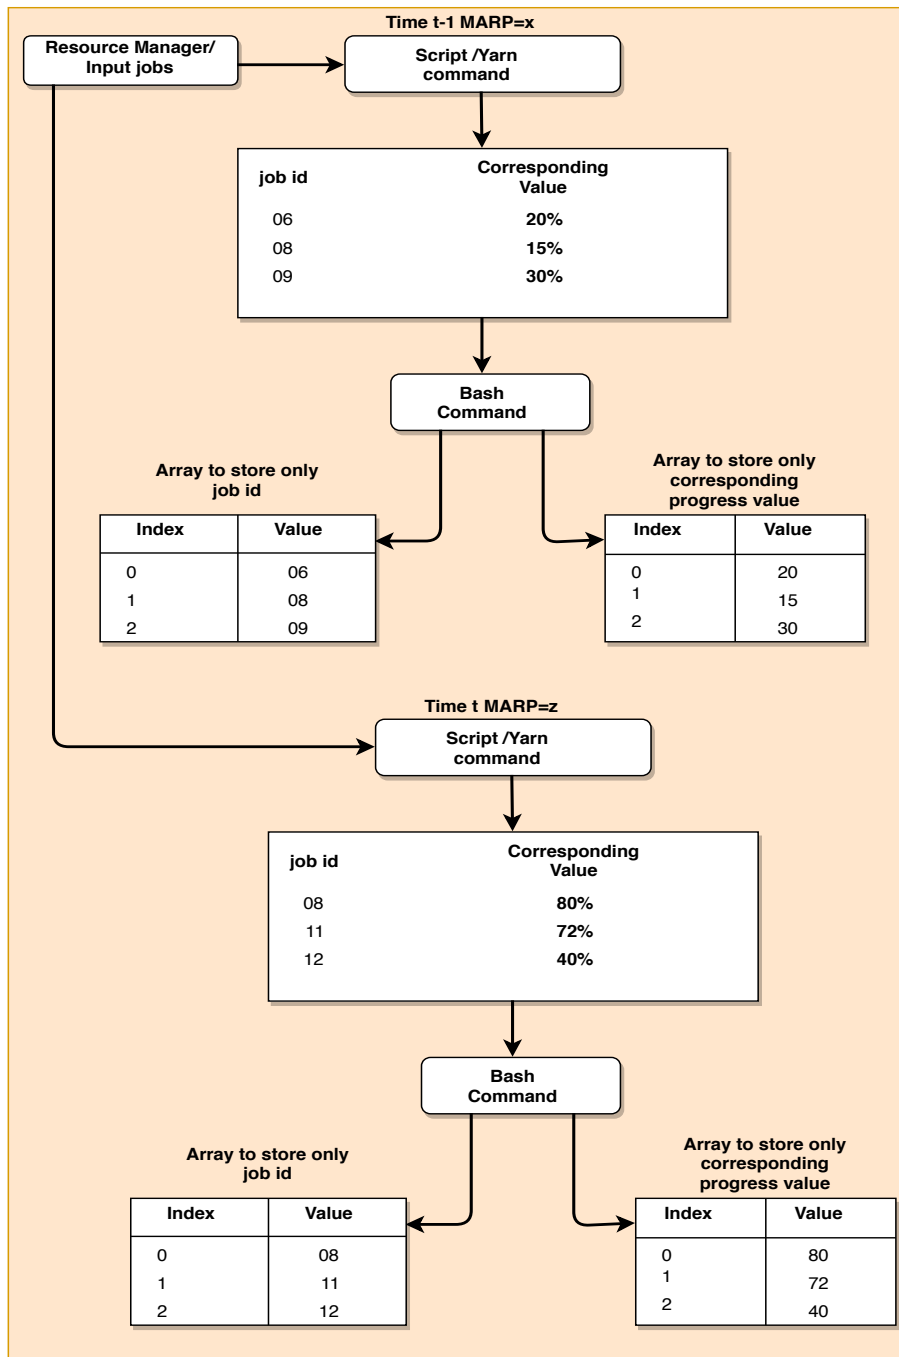 Time t-1 MARP=x
Resource Manager/
Input jobs
Script /Yarn
command
job id
Corresponding
Value
06 20%
08 15%
09 30%
Bash
Command
Array to store only
job id
Index Value
0 06
1 08
2 09
Array to store only
corresponding
progress value
Index Value
0 20
1 15
2 30
Time t MARP=z
Script /Yarn
command
job id
Corresponding
Value
08 80%
11 72%
12 40%
Bash
Command
Array to store only
job id
Index Value
0 08
1 11
2 12
Array to store only
corresponding
progress value
Index Value
0 80
1 72
2 40